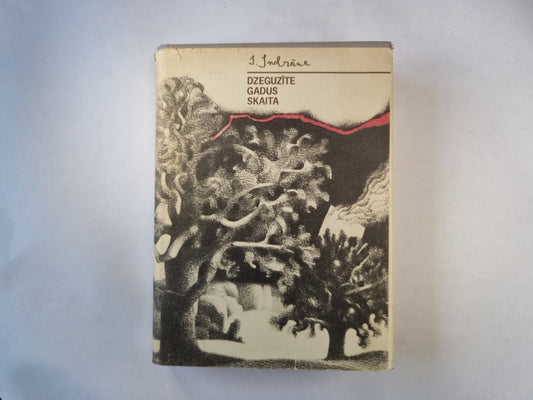 I. Indrāne
DZEGUZĪTE
GADUS
SKAITA